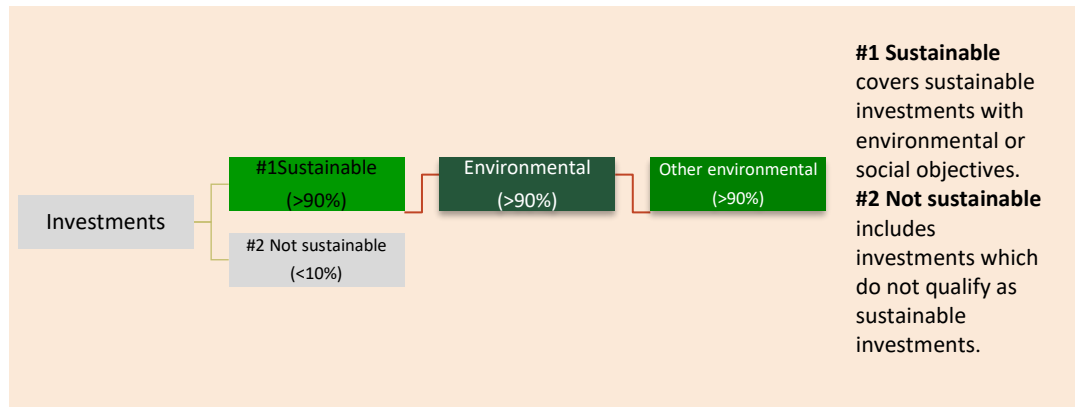 Investments
#1Sustainable
(>90%)
#2 Not sustainable
(<10%)
Environmental
(>90%)
Other environmental
(>90%)
#1 Sustainable
covers sustainable
investments with
environmental or
social objectives.
#2 Not sustainable
includes
investments which
do not qualify as
sustainable
investments.